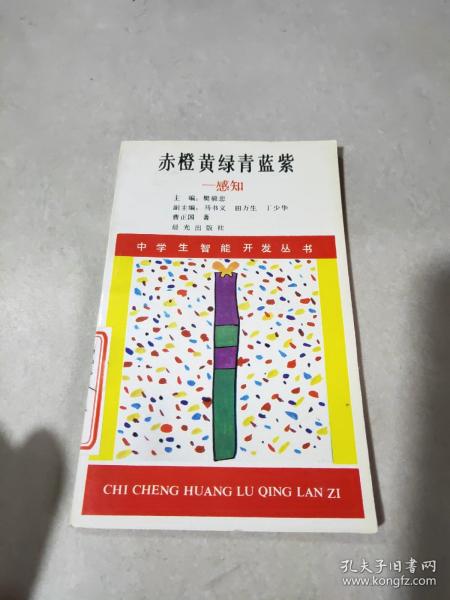 赤橙黄绿青蓝紫
—感知
主 编：樊毓忠
副主编：马书文 田万生 丁少华
曹正国 著
晨光出版社
中学生智能开发丛书
CHI CHENG HUANG LU QING LAN ZI
孔夫子旧书网
www.kongfz.com